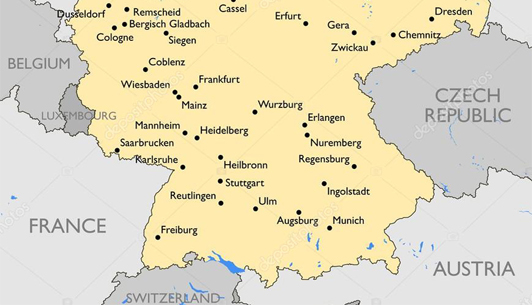 Dusseldorf
Remscheid
Cassel
Dresden
Bergisch Gladbach
Erfurt
Gera
Cologne
Siegen
Chemnitz
Zwickau
BELGIUM
Coblenz
Wiesbaden
Frankfurt
Mainz
CZECH
REPUBLIC
LUXEMBOURG
Wurzburg
Erlangen
Mannheim
Heidelberg
Nuremberg
Saarbrucken
Karlsruhe
Heilbronn
Regensburg
Stuttgart
Reutlingen
Ingolstadt
Ulm
Augsburg
Munich
FRANCE
Freiburg
AUSTRIA
SWITZERLAND